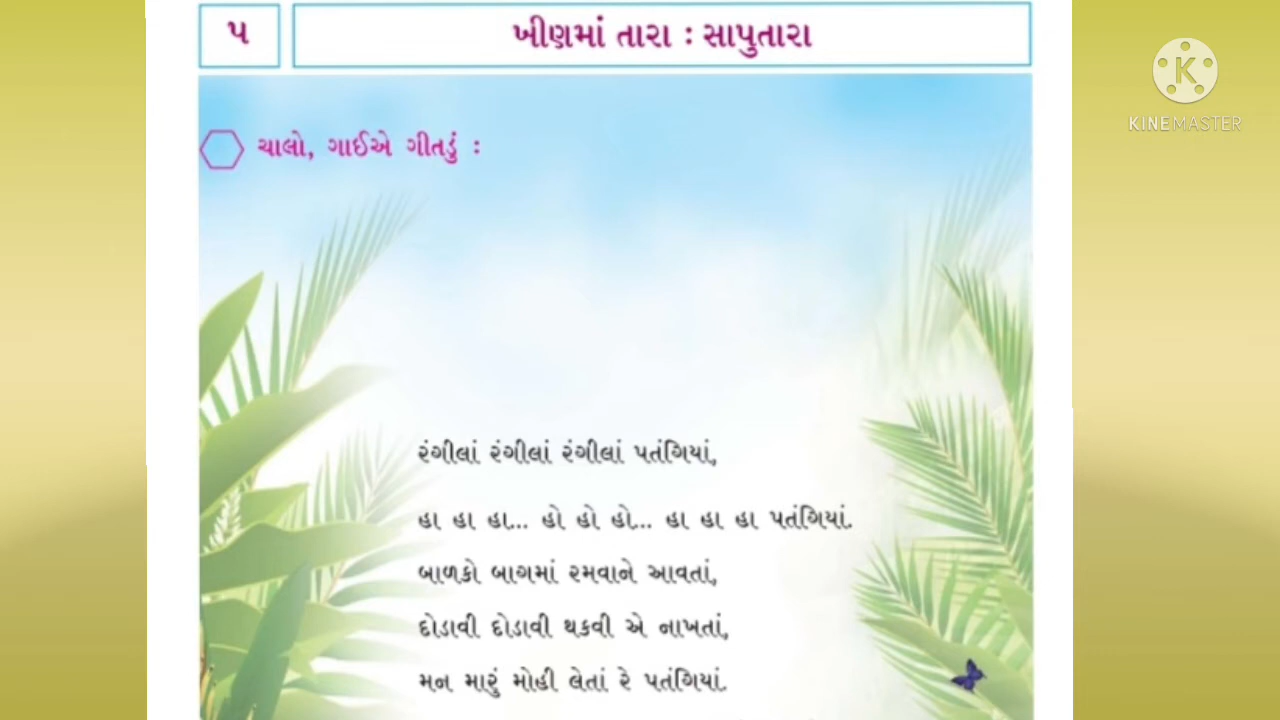 ૫
ખીણમાં તારા : સાપુતારા
KINEMASTER
ચાલો, ગાઈએ ગીતડું :
રંગીલાં રંગીલાં રંગીલાં પતંગિયાં,
હા હા હા... હો હો હો... હા હા હા પતંગિયાં.
બાળકો બાગમાં રમવાને આવતાં,
દોડાવી દોડાવી થકવી એ નાખતાં,
મન મારું મોહી લેતાં રે પતંગિયાં.